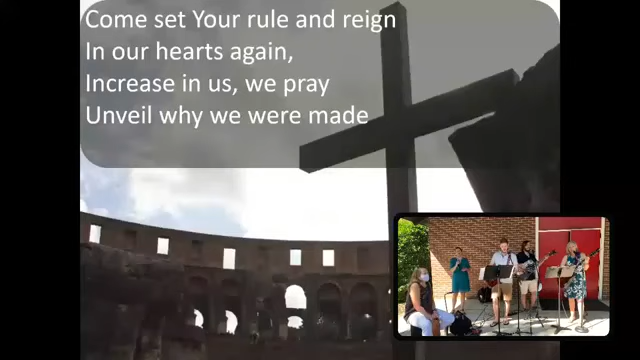 Come set Your rule and reign
In our hearts again,
Increase in us, we pray
Unveil why we were made